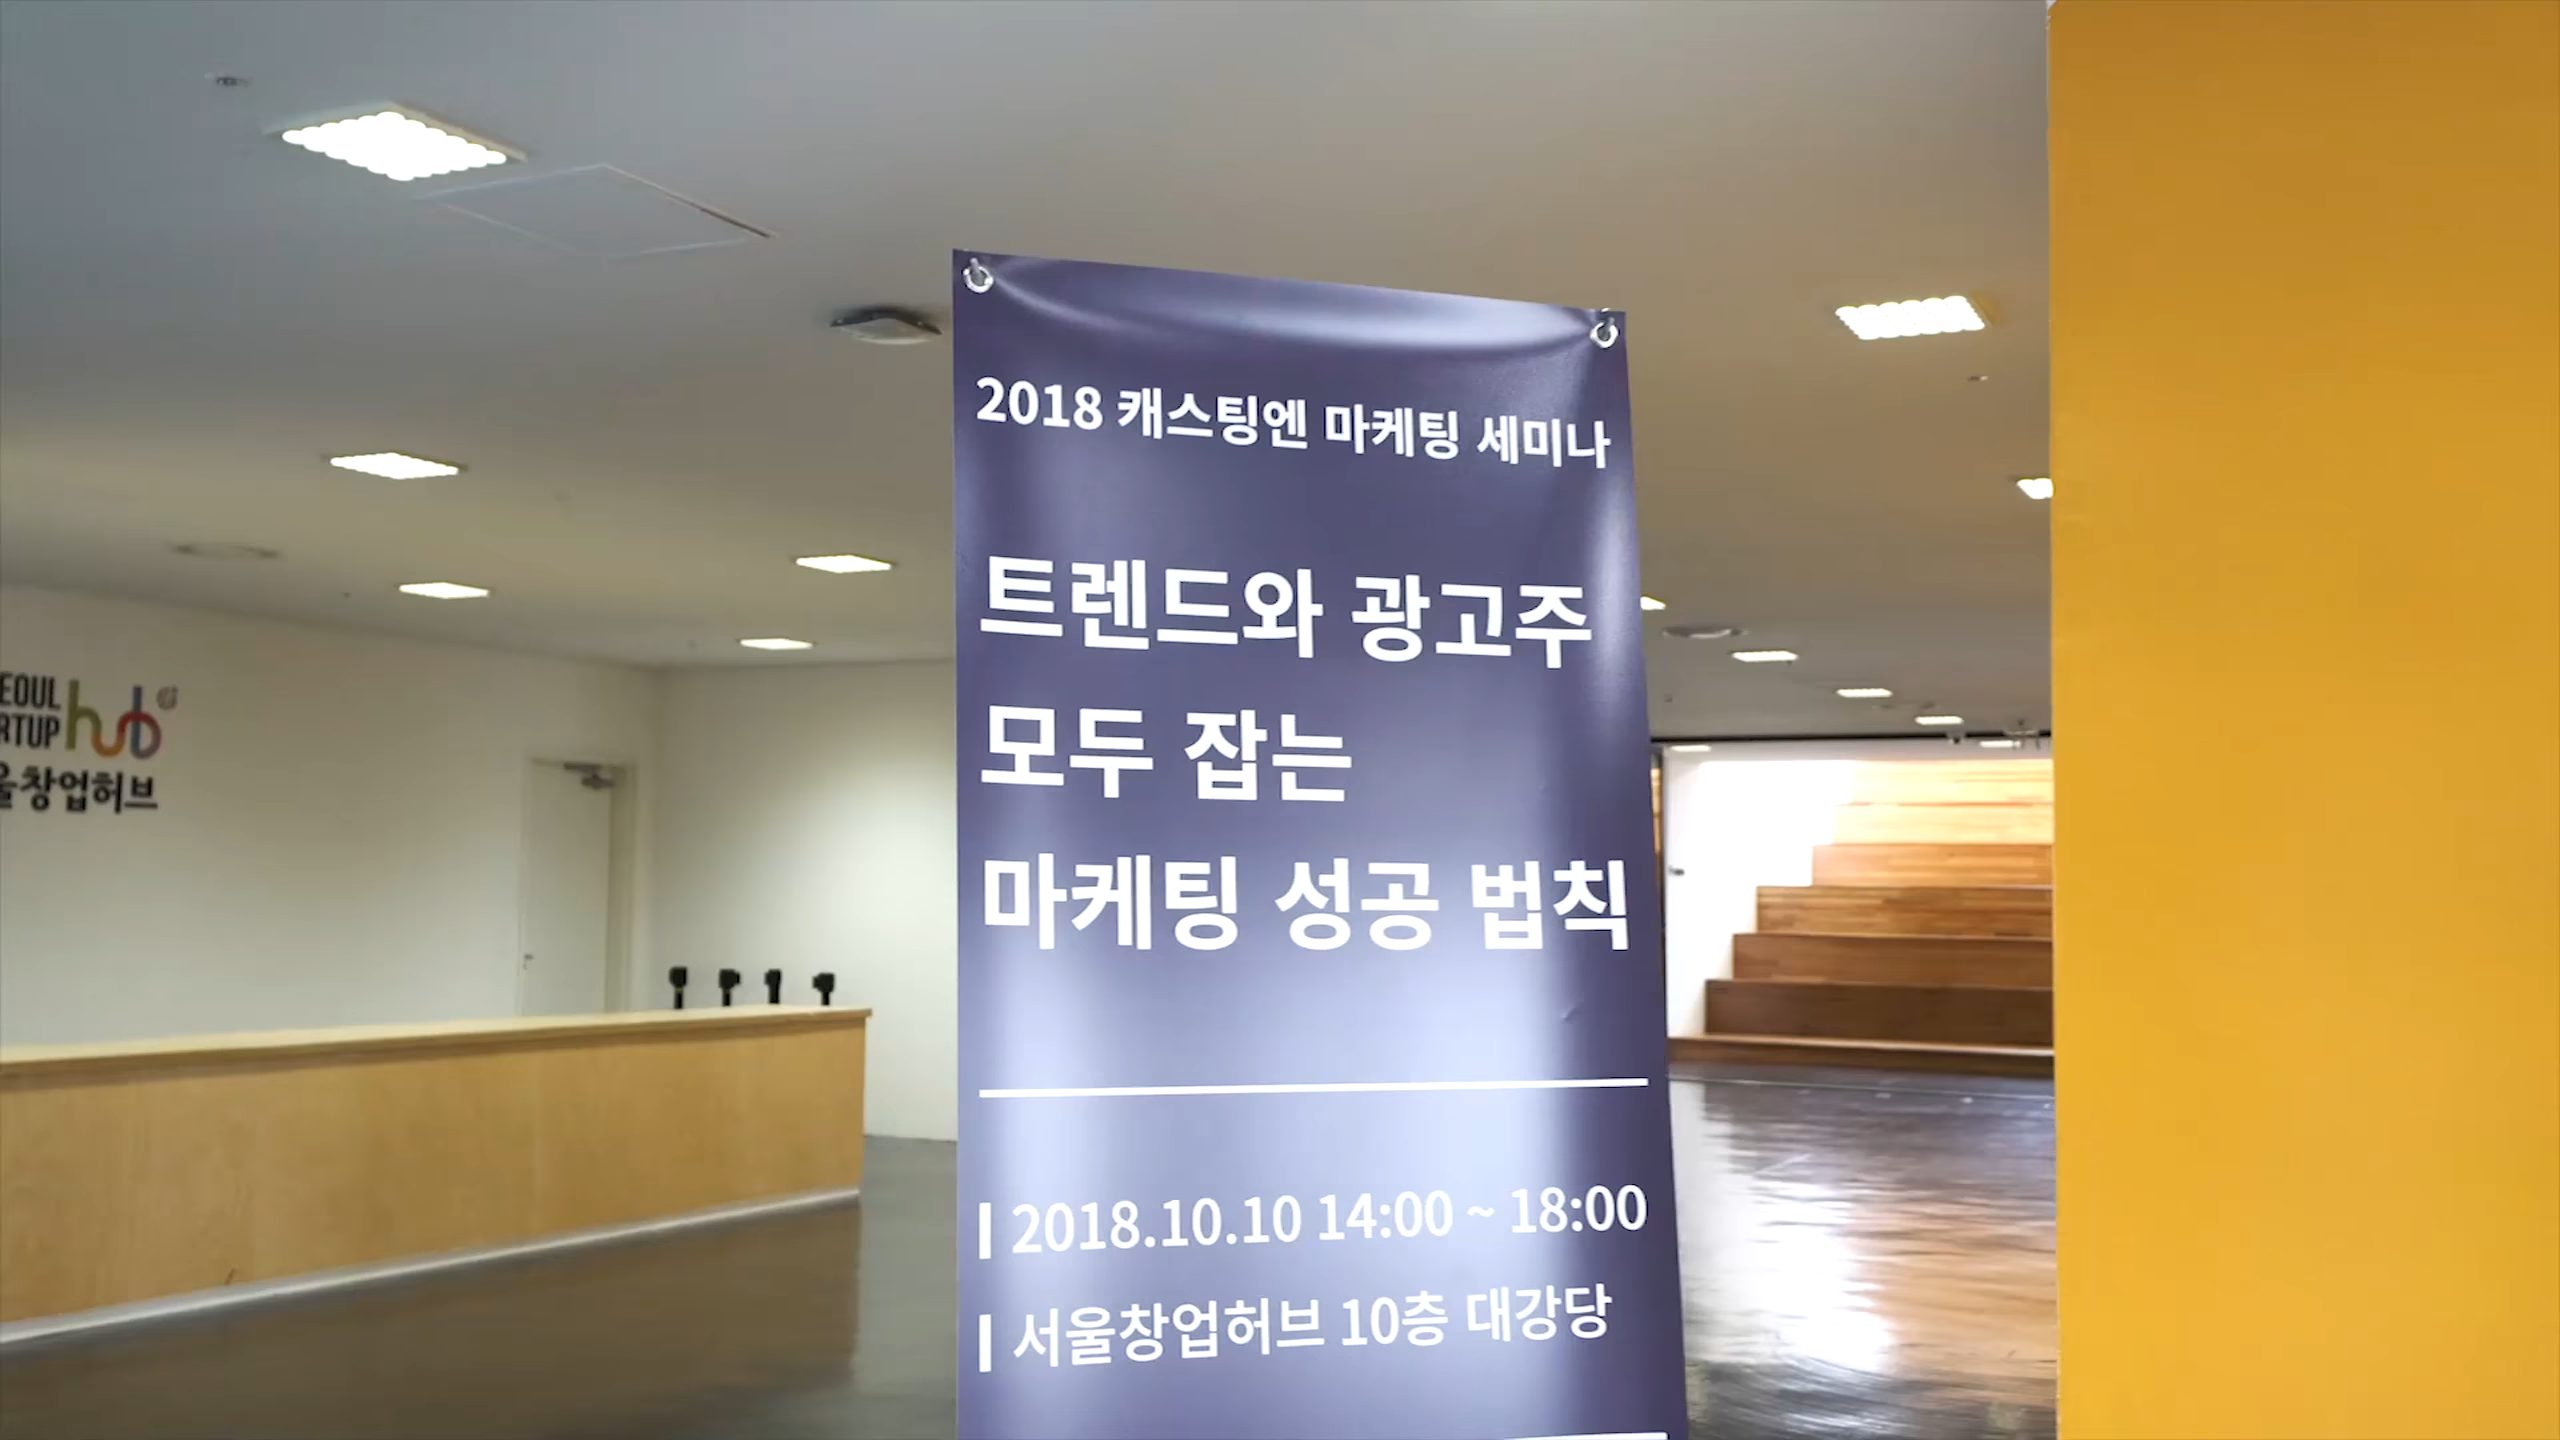 2018 캐스팅엔 마케팅 세미나
트렌드와 광고주
모두 잡는
마케팅 성공 법칙
2018.10.10 14:00 ~ 18:00
서울창업허브 10층 대강당
EOUL
RTUP hub
울창업허브